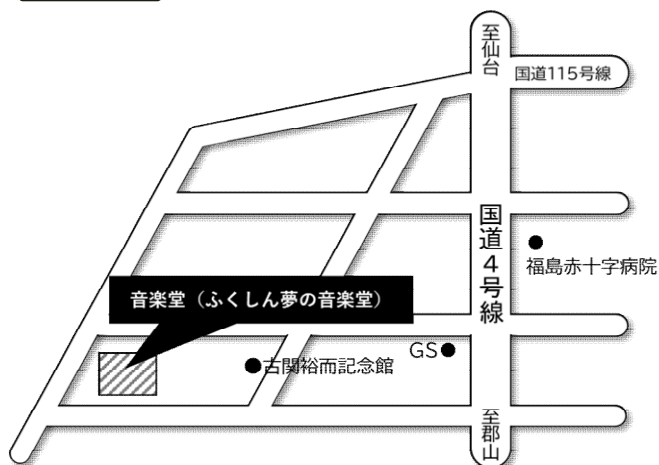 至仙台
国道115号線
国道4号線
福島赤十字病院
音楽堂（ふくしん夢の音楽堂）
GS
古関裕而記念館
至郡山